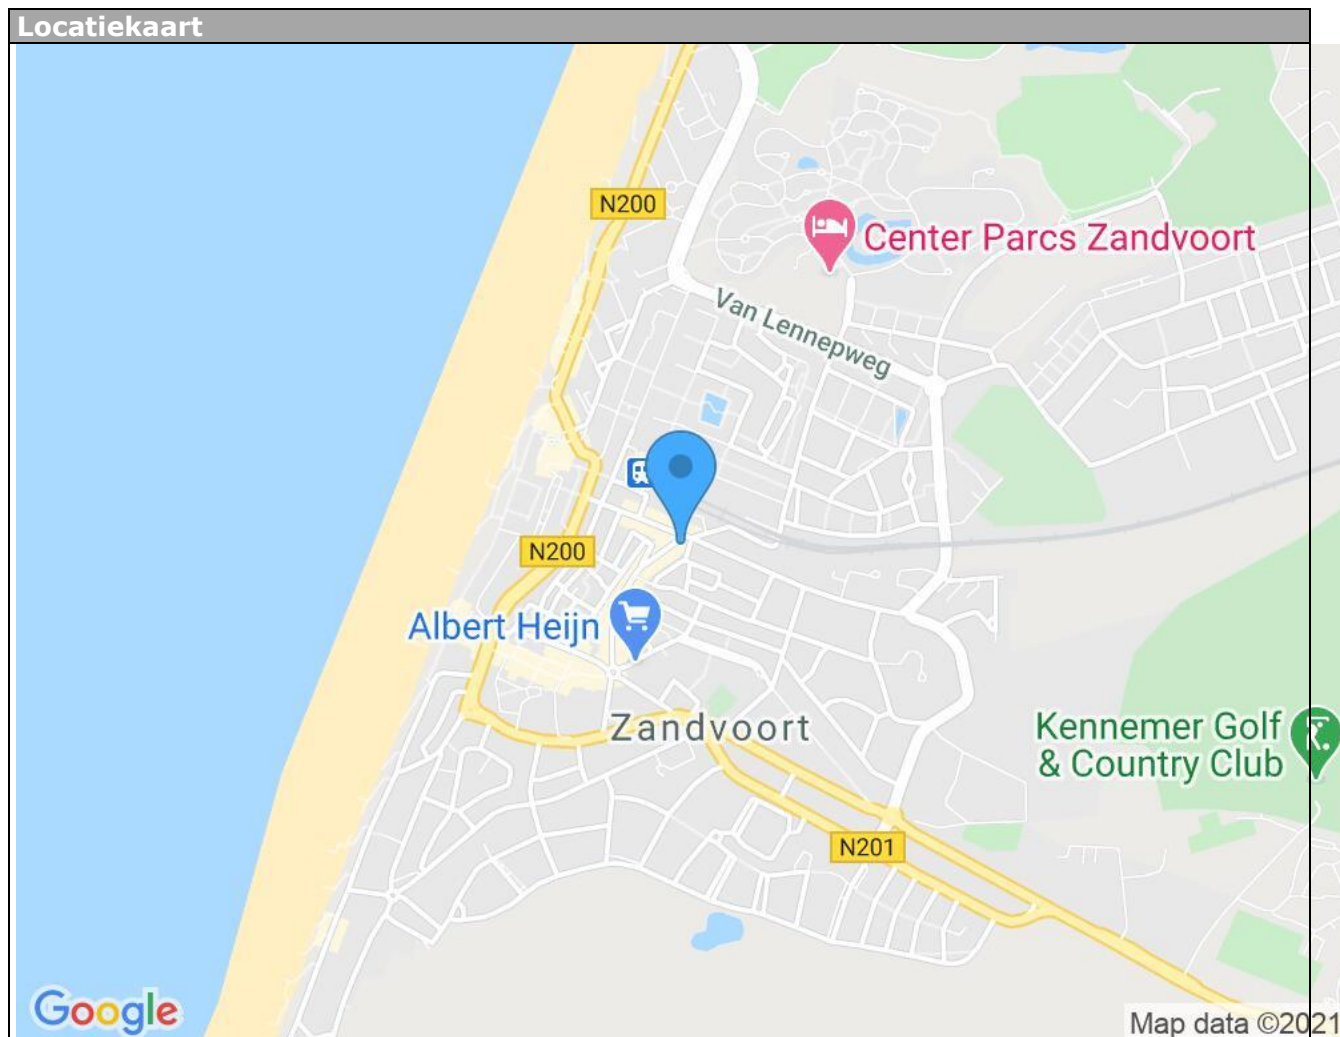 Locatiekaart
N200
Center Parcs Zandvoort
Van Lennepweg
N200
Albert Heijn
Zandvoort
Kennemer Golf
& Country Club
N201
Google
Map data ©2021